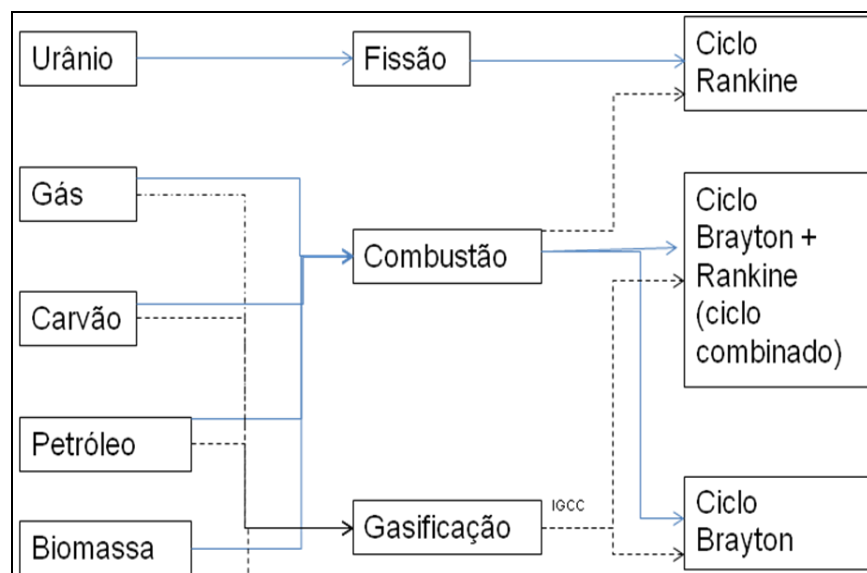 Urânio
Fissão
Ciclo
Rankine
Gás
Combustão
Ciclo
Brayton +
Rankine
(ciclo
combinado)
Carvão
Petróleo
Gasificação
IGCC
Ciclo
Brayton
Biomassa